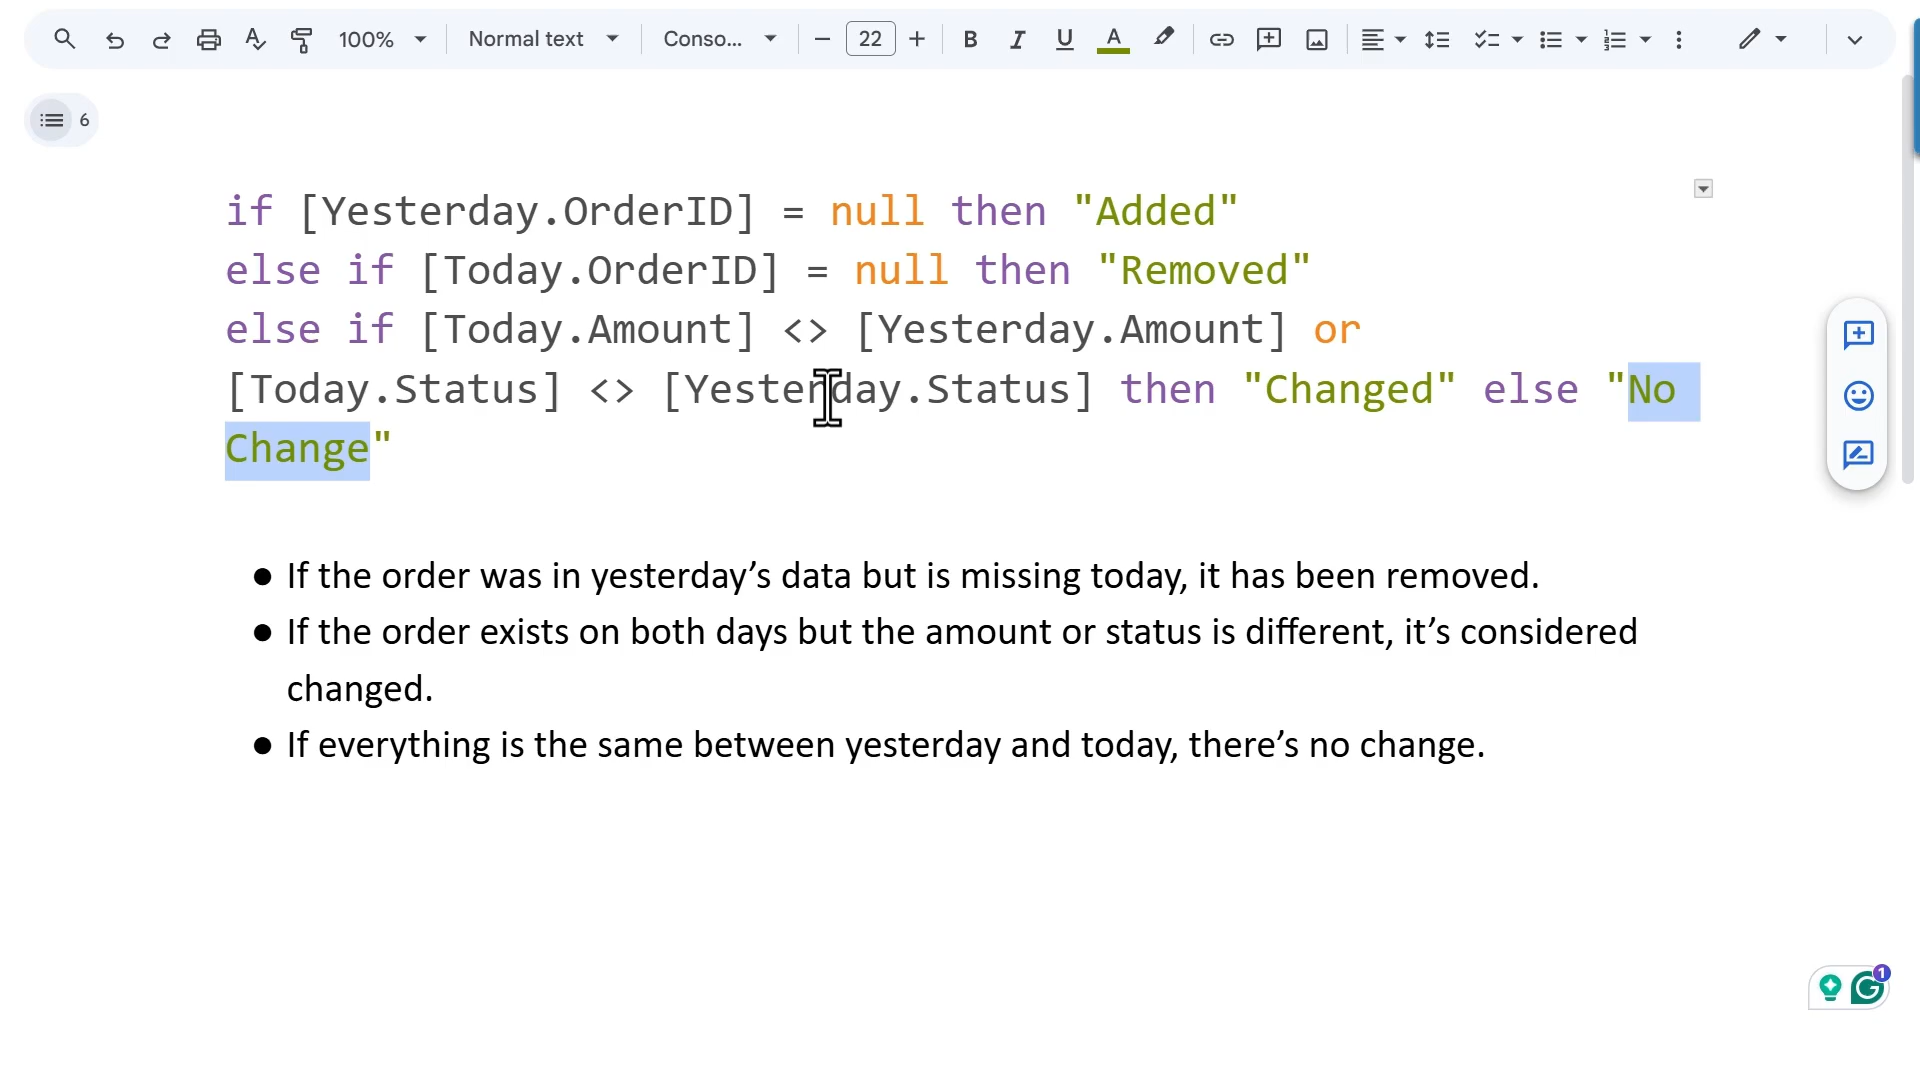 100% Normal text Conso... 22
6
if [Yesterday.OrderID] = null then "Added"
else if [Today.OrderID] = null then "Removed"
else if [Today.Amount] <> [Yesterday.Amount] or
[Today.Status] <> [Yesterday.Status] then "Changed" else "No
Change"
● If the order was in yesterday’s data but is missing today, it has been removed.
● If the order exists on both days but the amount or status is different, it’s considered
changed.
● If everything is the same between yesterday and today, there’s no change.
1